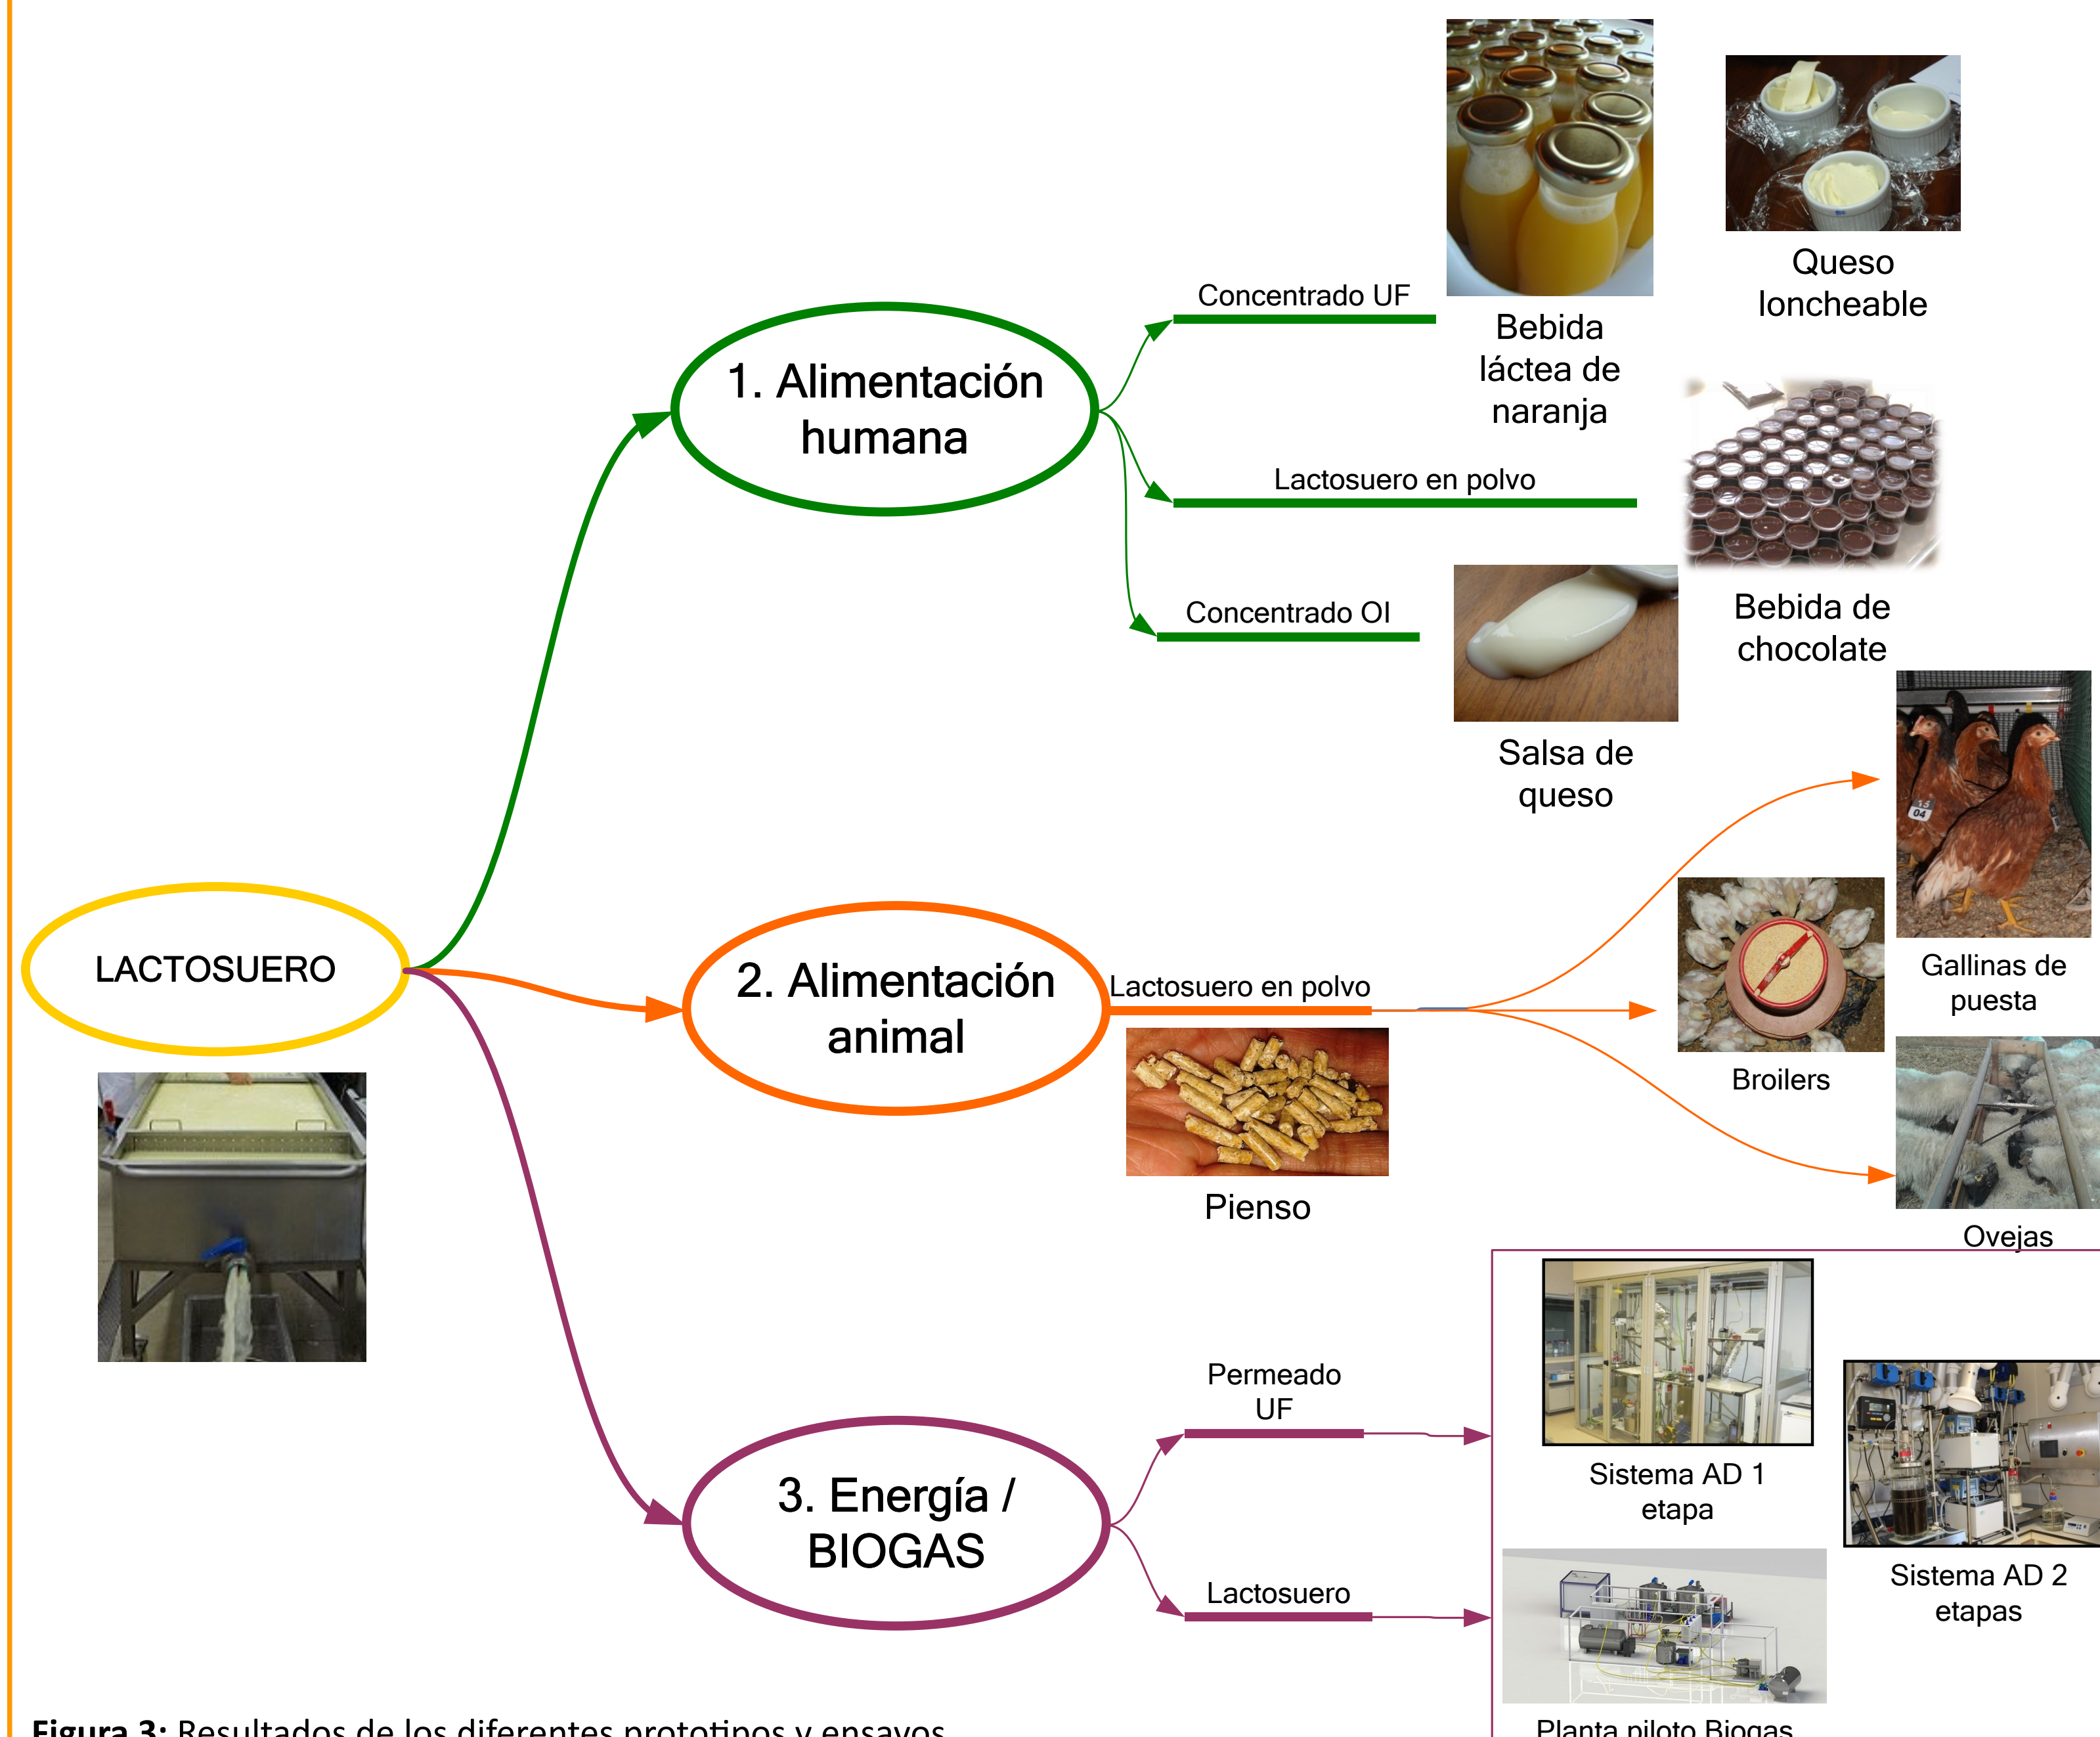 Queso
loncheable
Concentrado UF
Bebida
láctea de
naranja
1. Alimentación
humana
Lactosuero en polvo
Concentrado OI
Bebida de
chocolate
Salsa de
queso
04
LACTOSUERO
2. Alimentación
animal
Lactosuero en polvo
Gallinas de
puesta
Broilers
Pienso
Ovejas
Permeado
UF
Sistema AD 1
etapa
3. Energía /
BIOGAS
Lactosuero
Sistema AD 2
etapas
Figura 3: Resultados de los diferentes prototipos y ensayos
Planta piloto Biogas